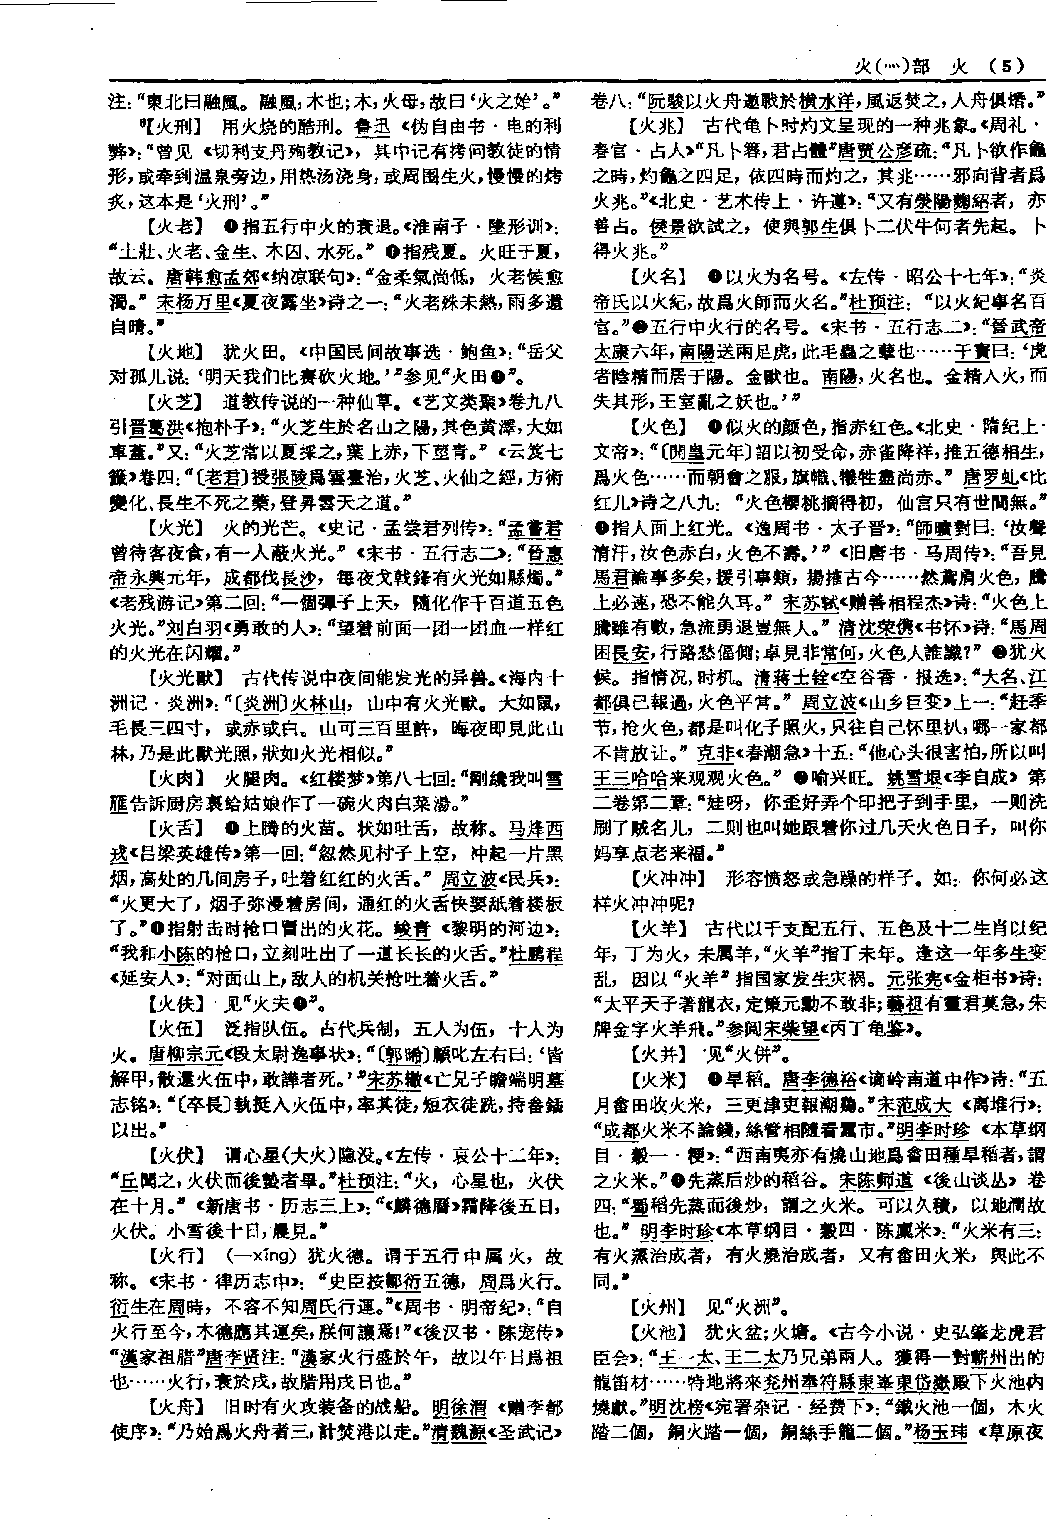 火(灬)部　火　（5）
注：“東北曰融風。融風，木也；木，火母，故曰‘火之始’。”
【火刑】　用火烧的酷刑。鲁迅《伪自由书·电的利
弊》：“曾见《切利支丹殉教记》，其中记有拷问教徒的情
形，或牵到温泉旁边，用热汤浇身；或周围生火，慢慢的烤
炙，这本是‘火刑’。”
【火老】　❶指五行中火的衰退。《淮南子·墬形训》：
“土壯、火老、金生、木囚、水死。”❷指残夏。火旺于夏，
故云。唐韩愈孟郊《纳凉联句》：“金柔氣尚低，火老候愈
濁。”宋杨万里《夏夜露坐》诗之一：“火老殊未熱，雨多還
自晴。”
【火地】　犹火田。《中国民间故事选·鲍鱼》：“岳父
对孤儿说：‘明天我们比赛砍火地。’”参见“火田❶”。
【火芝】　道教传说的一种仙草。《艺文类聚》卷九八
引晋葛洪《抱朴子》：“火芝生於名山之陽，其色黄澤，大如
車蓋。”又：“火芝常以夏採之，葉上赤，下莖青。”《云笈七
籤》卷四：“〔老君〕授張陵爲雲臺治，火芝、火仙之經，方術
變化、長生不死之藥，登昇雲天之道。”
【火光】　火的光芒。《史记·孟尝君列传》：“孟嘗君
曾待客夜食，有一人蔽火光。”《宋书·五行志二》：“晉惠
帝永興元年，成都伐長沙，每夜戈戟鋒有火光如懸燭。”
《老残游记》第二回：“一個彈子上天，隨化作千百道五色
火光。”刘白羽《勇敢的人》：“望着前面一团一团血一样红
的火光在闪耀。”
【火光獸】　古代传说中夜间能发光的异兽。《海内十
洲记·炎洲》：“〔炎洲〕火林山，山中有火光獸。大如鼠，
毛長三四寸，或赤或白。山可三百里許，晦夜即見此山
林，乃是此獸光照，狀如火光相似。”
【火肉】　火腿肉。《红楼梦》第八七回：“剛纔我叫雪
雁告訴厨房裏給姑娘作了一碗火肉白菜湯。”
【火舌】　❶上腾的火苗。状如吐舌，故称。马烽西
戎《吕梁英雄传》第一回：“忽然见村子上空，冲起一片黑
烟，高处的几间房子，吐着红红的火舌。”周立波《民兵》：
“火更大了，烟子弥漫着房间，通红的火舌快要舐着楼板
了。”❷指射击时枪口冒出的火花。峻青《黎明的河边》：
“我和小陈的枪口，立刻吐出了一道长长的火舌。”杜鹏程
《延安人》：“对面山上，敌人的机关枪吐着火舌。”
【火伕】　见“火夫❶”。
【火伍】　泛指队伍。古代兵制，五人为伍，十人为
火。唐柳宗元《段太尉逸事状》：“〔郭晞〕顧叱左右曰：‘皆
解甲，散還火伍中，敢譁者死。’”宋苏辙《亡兄子瞻端明墓
志铭》：“〔卒長〕執挺入火伍中，率其徒，短衣徒跣，持畚鍤
以出。”
【火伏】　谓心星（大火）隐没。《左传·哀公十二年》：
“丘聞之，火伏而後蟄者畢。”杜预注：“火，心星也，火伏
在十月。”《新唐书·历志三上》：“《麟德曆》霜降後五日，
火伏。小雪後十日，晨見。”
【火行】　（—xíng）犹火德。谓于五行中属火，故
称。《宋书·律历志中》：“史臣按鄒衍五德，周爲火行。
衍生在周時，不容不知周氏行運。”《周书·明帝纪》：“自
火行至今，木德應其運矣，朕何讓焉！”《後汉书·陈宠传》
“漢家祖腊”唐李贤注：“漢家火行盛於午，故以午日爲祖
也……火行，衰於戌，故腊用戌日也。”
【火舟】　旧时有火攻装备的战船。明徐渭《赠李都
使序》：“乃始爲火舟者三，計焚港以走。”清魏源《圣武记》
卷八：“阮駿以火舟邀戰於横水洋，風返焚之，人舟俱燼。”
【火兆】　古代龟卜时灼文呈现的一种兆象。《周礼·
春官·占人》“凡卜簭，君占體”唐贾公彦疏：“凡卜欲作龜
之時，灼龜之四足，依四時而灼之，其兆……邪向背者爲
火兆。”《北史·艺术传上·许遵》：“又有滎陽麴紹者，亦
善占。侯景欲試之，使與郭生俱卜二伏牛何者先起。卜
得火兆。”
【火名】　❶以火为名号。《左传·昭公十七年》：“炎
帝氏以火紀，故爲火師而火名。”杜预注：“以火紀事名百
官。”❷五行中火行的名号。《宋书·五行志二》：“晉武帝
太康六年，南陽送兩足虎，此毛蟲之孽也……干寳曰：‘虎
者陰精而居于陽。金獸也。南陽，火名也。金精入火，而
失其形，王室亂之妖也。’”
【火色】　❶似火的颜色，指赤红色。《北史·隋纪上·
文帝》：“〔開皇元年〕詔以初受命，赤雀降祥，推五德相生，
爲火色……而朝會之服，旗幟、犧牲盡尚赤。”唐罗虬《比
红儿》诗之八九：“火色櫻桃摘得初，仙宫只有世間無。”
❷指人面上红光。《逸周书·太子晋》：“師曠對曰：‘汝聲
清汗，汝色赤白，火色不壽。’”《旧唐书·马周传》：“吾見
馬君論事多矣，援引事類，揚搉古今……然鳶肩火色，騰
上必速，恐不能久耳。”宋苏轼《赠善相程杰》诗：“火色上
騰雖有數，急流勇退豈無人。”清沈荣儁《书怀》诗：“馬周
困長安，行路愁偪側；卓見非常何，火色人誰識？”❸犹火
候。指情况，时机。清蒋士铨《空谷香·报选》：“大名、江
都俱已報過，火色平常。”周立波《山乡巨变》上一：“赶季
节，抢火色，都是叫化子照火，只往自己怀里扒，哪一家都
不肯放让。”克非《春潮急》十五：“他心头很害怕，所以叫
王三哈哈来观观火色。”❹喻兴旺。姚雪垠《李自成》第
二卷第二章：“娃呀，你歪好弄个印把子到手里，一则洗
刷了贼名儿，二则也叫她跟着你过几天火色日子，叫你
妈享点老来福。”
【火冲冲】　形容愤怒或急躁的样子。如：你何必这
样火冲冲呢？
【火羊】　古代以干支配五行、五色及十二生肖以纪
年，丁为火，未属羊，“火羊”指丁未年。逢这一年多生变
乱，因以“火羊”指国家发生灾祸。元张宪《金柜书》诗：
“太平天子著龍衣，定策元勳不敢非；藝祖有靈君莫急，朱
牌金字火羊飛。”参阅宋柴望《丙丁龟鉴》。
【火并】　见“火併”。
【火米】　❶旱稻。唐李德裕《谪岭南道中作》诗：“五
月畬田收火米，三更津吏報潮鷄。”宋范成大《离堆行》：
“成都火米不論錢，絲管相隨看蠶市。”明李时珍《本草纲
目·穀一·粳》：“西南夷亦有燒山地爲畬田種旱稻者，謂
之火米。”❷先蒸后炒的稻谷。宋陈师道《後山谈丛》卷
四：“蜀稻先蒸而後炒，謂之火米。可以久積，以地潤故
也。”明李时珍《本草纲目·穀四·陈廪米》：“火米有三：
有火蒸治成者，有火燒治成者，又有畬田火米，與此不
同。”
【火州】　见“火洲”。
【火池】　犹火盆；火塘。《古今小说·史弘肇龙虎君
臣会》：“王一太、王二太乃兄弟兩人。獲得一對蘄州出的
龍笛材……特地將來兖州奉符縣東峯東岱嶽殿下火池内
燒獻。”明沈榜《宛署杂记·经费下》：“鐵火池一個，木火
踏二個，銅火踏一個，銅絲手籠二個。”杨玉玮《草原夜